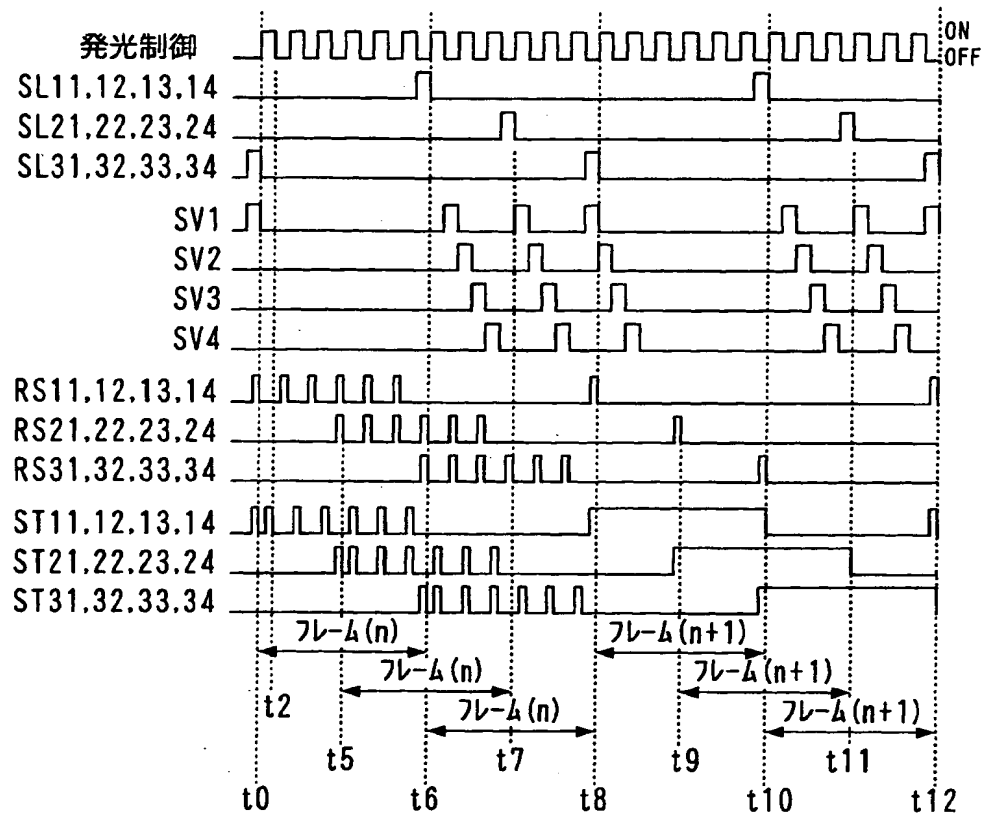 発光制御
ON
OFF
SL11,12,13,14
SL21,22,23,24
SL31,32,33,34
SV1
SV2
SV3
SV4
RS11,12,13,14
RS21,22,23,24
RS31,32,33,34
ST11,12,13,14
ST21,22,23,24
ST31,32,33,34
フレーム(n)
フレーム(n+1)
フレーム(n)
フレーム(n+1)
t2
フレーム(n)
フレーム(n+1)
t5
t7
t9
t11
t0
t6
t8
t10
t12